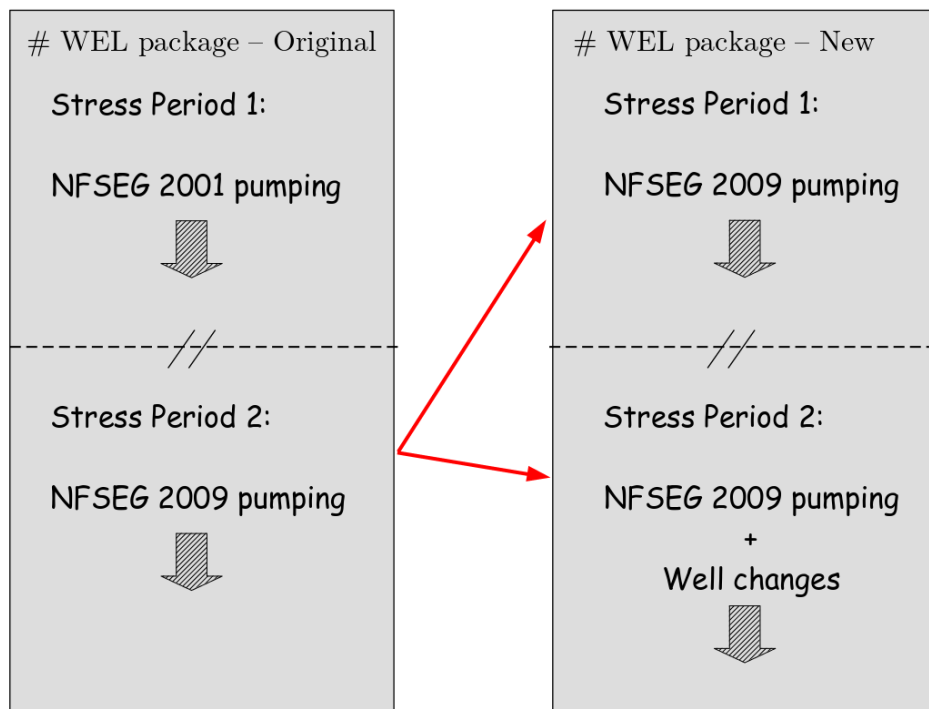 # WEL package – Original
Stress Period 1:
NFSEG 2001 pumping
Stress Period 2:
NFSEG 2009 pumping
# WEL package – New
Stress Period 1:
NFSEG 2009 pumping
Stress Period 2:
NFSEG 2009 pumping
+
Well changes